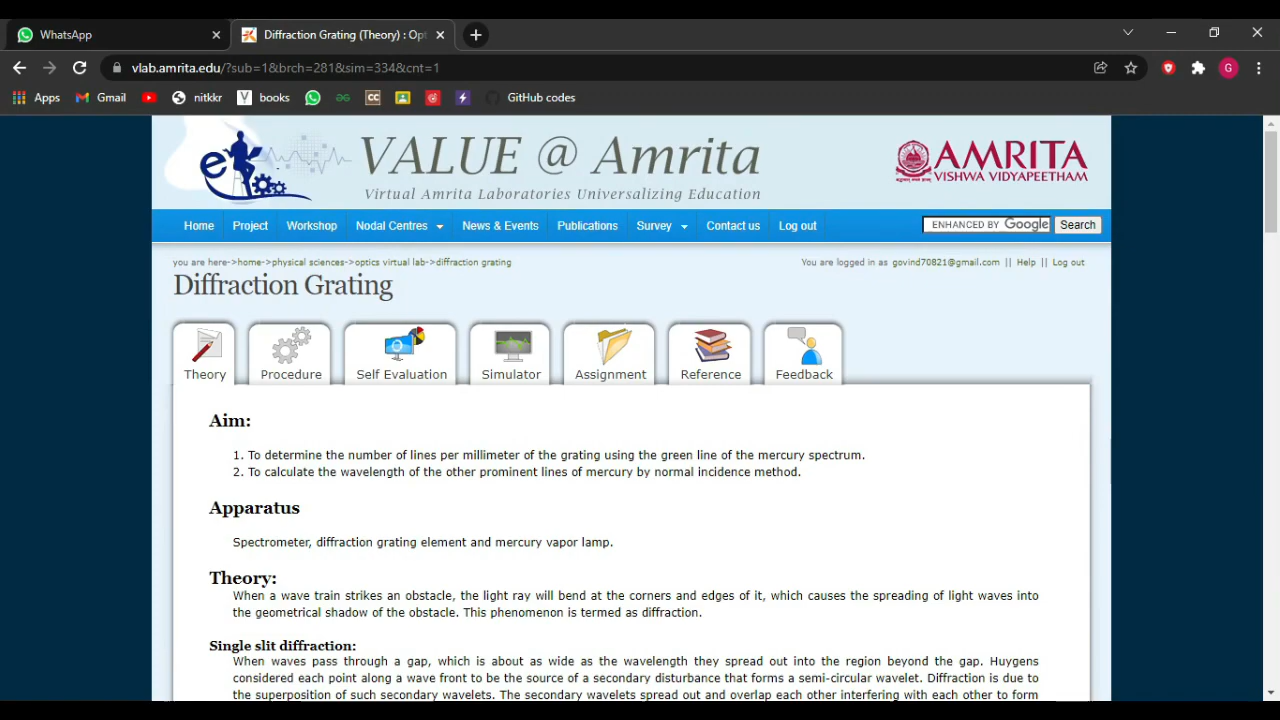 WhatsApp
Diffraction Grating (Theory) : Opt
vlab.amrita.edu/?sub=1&brch=281&sim=334&cnt=1
G
Apps Gmail nitkkr books CC GitHub codes
VALUE @ Amrita
Virtual Amrita Laboratories Universalizing Education
AMRITA
VISHWA VIDYAPEETHAM
Home Project Workshop Nodal Centres News & Events Publications Survey Contact us Log out ENHANCED BY Google Search
you are here->home->physical sciences->optics virtual lab->diffraction grating
You are logged in as govind70821@gmail.com || Help || Log out
Diffraction Grating
Theory Procedure Self Evaluation Simulator Assignment Reference Feedback
Aim:
1. To determine the number of lines per millimeter of the grating using the green line of the mercury spectrum.
2. To calculate the wavelength of the other prominent lines of mercury by normal incidence method.
Apparatus
Spectrometer, diffraction grating element and mercury vapor lamp.
Theory:
When a wave train strikes an obstacle, the light ray will bend at the corners and edges of it, which causes the spreading of light waves into
the geometrical shadow of the obstacle. This phenomenon is termed as diffraction.
Single slit diffraction:
When waves pass through a gap, which is about as wide as the wavelength they spread out into the region beyond the gap. Huygens
considered each point along a wave front to be the source of a secondary disturbance that forms a semi-circular wavelet. Diffraction is due to
the superposition of such secondary wavelets. The secondary wavelets spread out and overlap each other interfering with each other to form